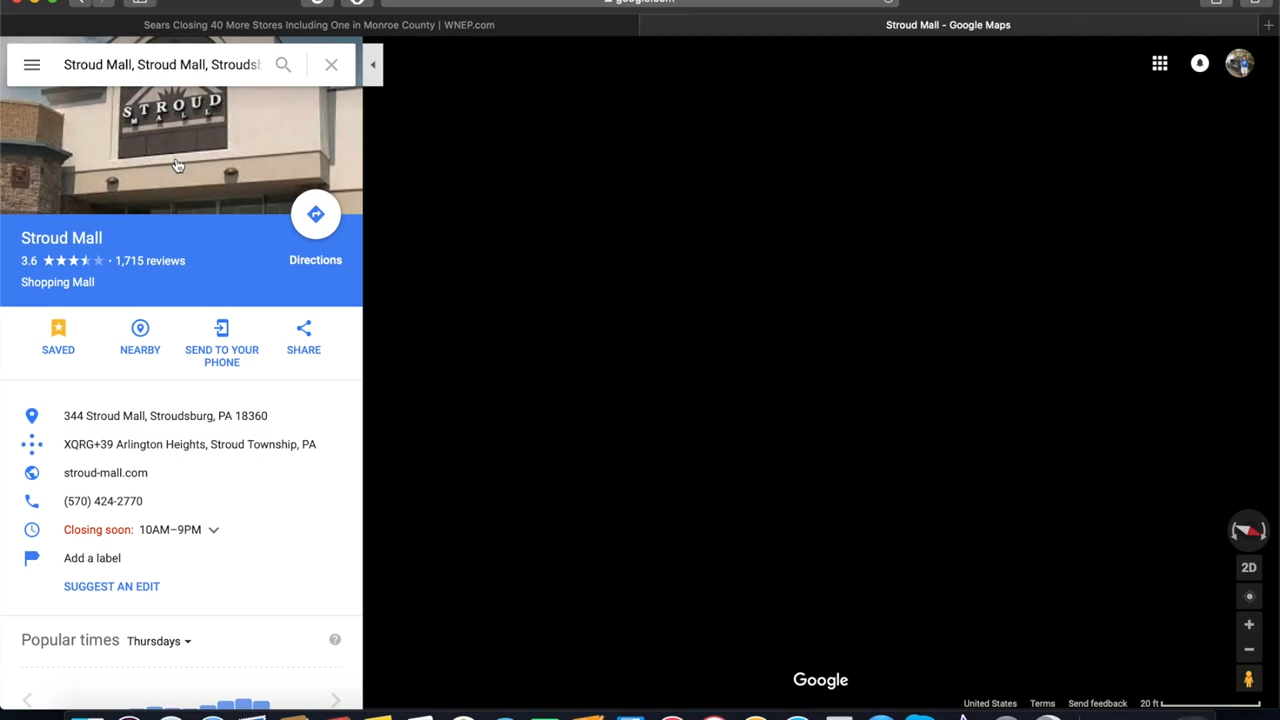 google.com
Sears Closing 40 More Stores Including One in Monroe County | WNEP.com
Stroud Mall - Google Maps
Stroud Mall, Stroud Mall, Strouds
STROUD
MALL
Stroud Mall
3.6 · 1,715 reviews
Shopping Mall
Directions
SAVED
NEARBY
SEND TO YOUR
PHONE
SHARE
344 Stroud Mall, Stroudsburg, PA 18360
XQRG+39 Arlington Heights, Stroud Township, PA
stroud-mall.com
(570) 424-2770
Closing soon: 10AM–9PM
Add a label
SUGGEST AN EDIT
Popular times Thursdays
2D
Google
United States Terms Send feedback 20 ft